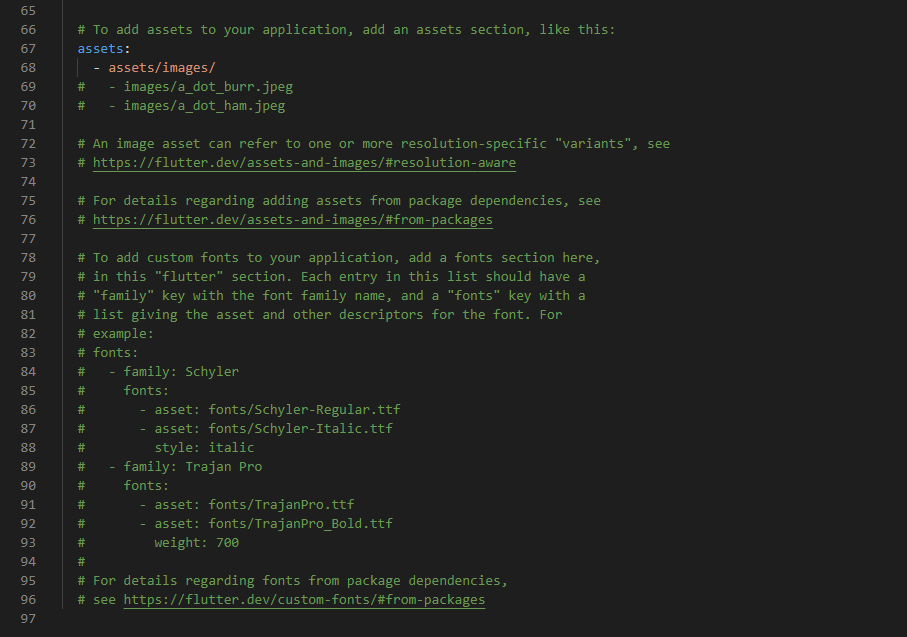 65
66 # To add assets to your application, add an assets section, like this:
67 assets:
68 - assets/images/
69 # - images/a_dot_burr.jpeg
70 # - images/a_dot_ham.jpeg
71
72 # An image asset can refer to one or more resolution-specific "variants", see
73 # https://flutter.dev/assets-and-images/#resolution-aware
74
75 # For details regarding adding assets from package dependencies, see
76 # https://flutter.dev/assets-and-images/#from-packages
77
78 # To add custom fonts to your application, add a fonts section here,
79 # in this "flutter" section. Each entry in this list should have a
80 # "family" key with the font family name, and a "fonts" key with a
81 # list giving the asset and other descriptors for the font. For
82 # example:
83 # fonts:
84 # - family: Schyler
85 # fonts:
86 # - asset: fonts/Schyler-Regular.ttf
87 # - asset: fonts/Schyler-Italic.ttf
88 # style: italic
89 # - family: Trajan Pro
90 # fonts:
91 # - asset: fonts/TrajanPro.ttf
92 # - asset: fonts/TrajanPro_Bold.ttf
93 # weight: 700
94 #
95 # For details regarding fonts from package dependencies,
96 # see https://flutter.dev/custom-fonts/#from-packages
97